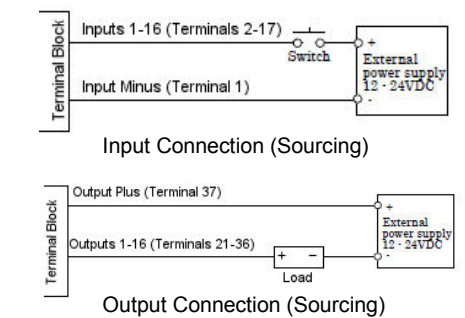 Terminal Block
Inputs 1-16 (Terminals 2-17)
Switch
+
External
power supply
12 - 24VDC
-
Input Minus (Terminal 1)
Input Connection (Sourcing)
Terminal Block
Output Plus (Terminal 37)
+
External
power supply
12 - 24VDC
-
Outputs 1-16 (Terminals 21-36)
+ -
Load
Output Connection (Sourcing)